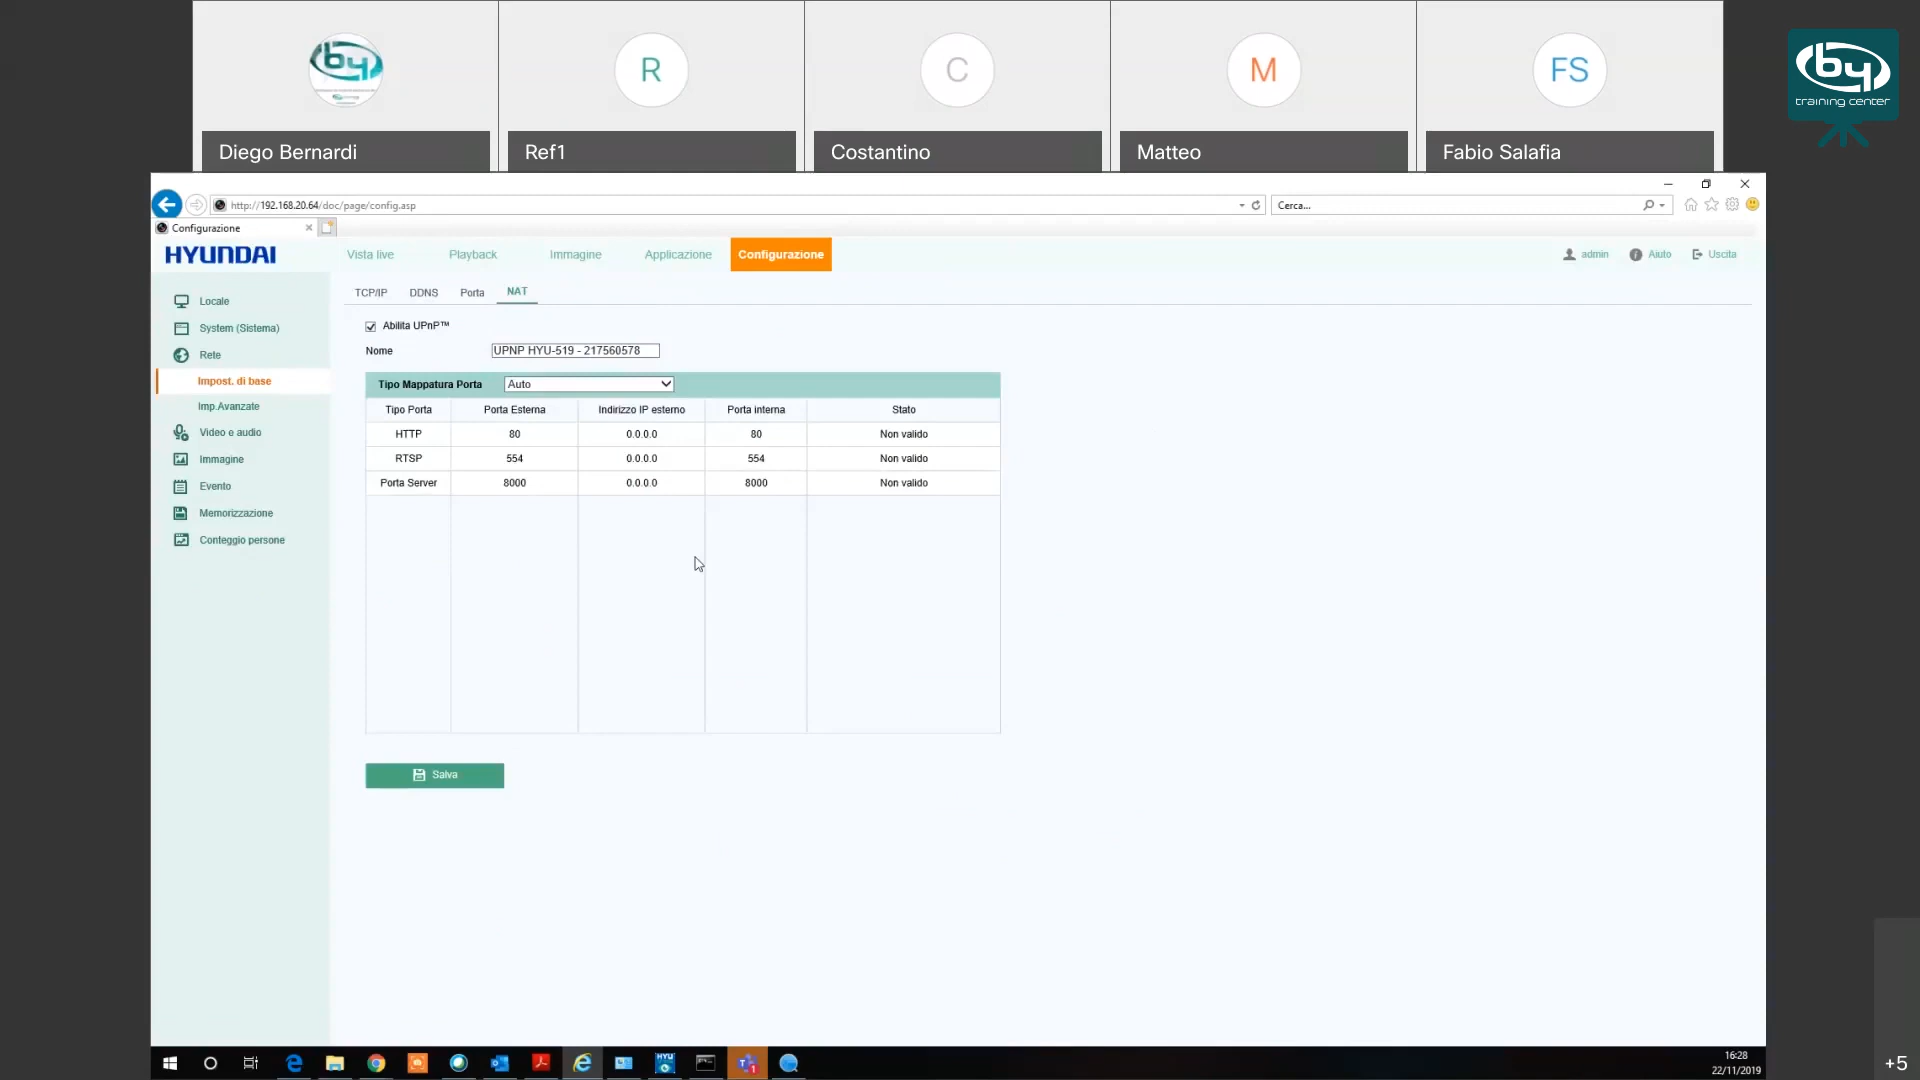 R
C
M
FS
Diego Bernardi
Ref1
Costantino
Matteo
Fabio Salafia
by
training center
http://192.168.20.64/doc/page/config.asp
Cerca...
Configurazione
HYUNDAI
Vista live
Playback
Immagine
Applicazione
Configurazione
admin
Aiuto
Uscita
Locale
System (Sistema)
Rete
Impost. di base
Imp.Avanzate
Video e audio
Immagine
Evento
Memorizzazione
Conteggio persone
TCP/IP DDNS Porta NAT
Abilita UPnP™
Nome UPNP HYU-519 - 217560578
Tipo Mappatura Porta Auto
Tipo Porta Porta Esterna Indirizzo IP esterno Porta interna Stato
HTTP 80 0.0.0.0 80 Non valido
RTSP 554 0.0.0.0 554 Non valido
Porta Server 8000 0.0.0.0 8000 Non valido
Salva
HYU
16:28
22/11/2019
+5